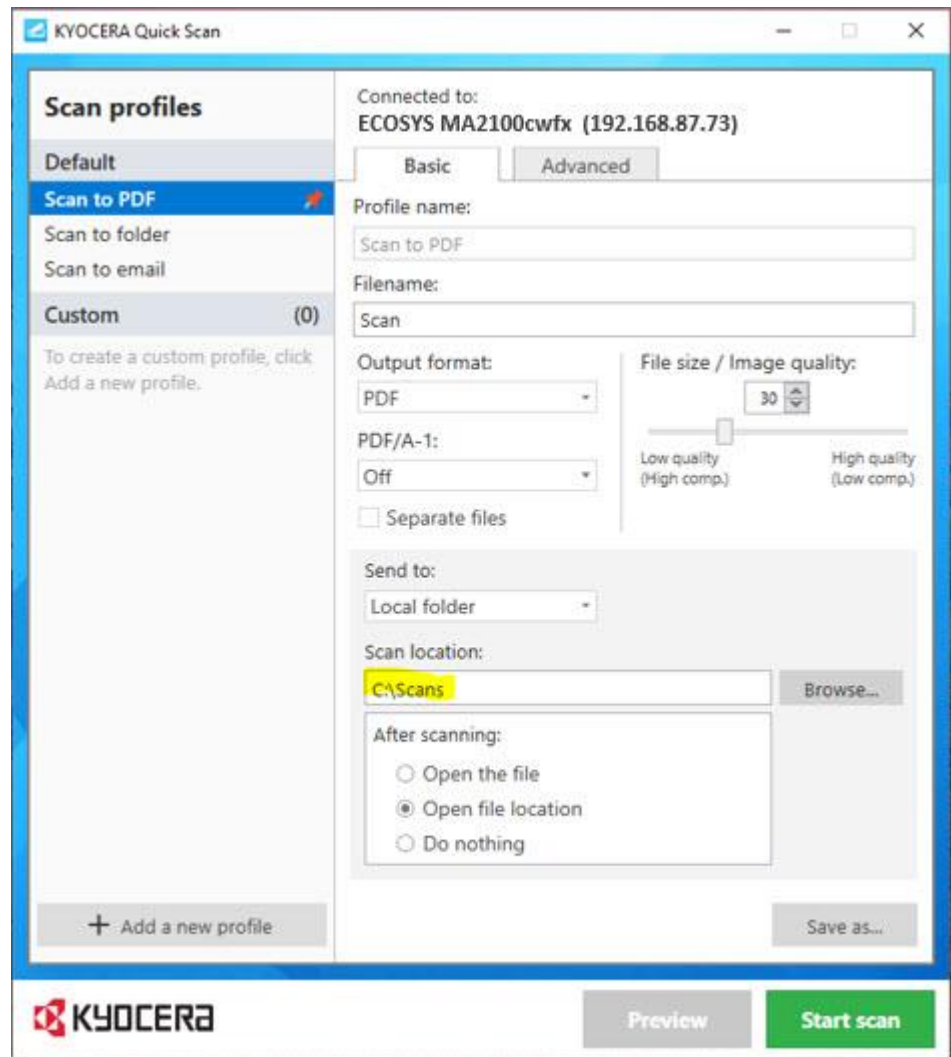 KYOCERA Quick Scan
Scan profiles
Default
Scan to PDF
Scan to folder
Scan to email
Custom (0)
To create a custom profile, click
Add a new profile.
+ Add a new profile
Connected to:
ECOSYS MA2100cwfx (192.168.87.73)
Basic Advanced
Profile name:
Scan to PDF
Filename:
Scan
Output format:
PDF
PDF/A-1:
Off
Separate files
File size / Image quality:
30
Low quality High quality
(High comp.) (Low comp.)
Send to:
Local folder
Scan location:
C:\Scans Browse...
After scanning:
Open the file
Open file location
Do nothing
Save as...
KYOCERA Preview Start scan